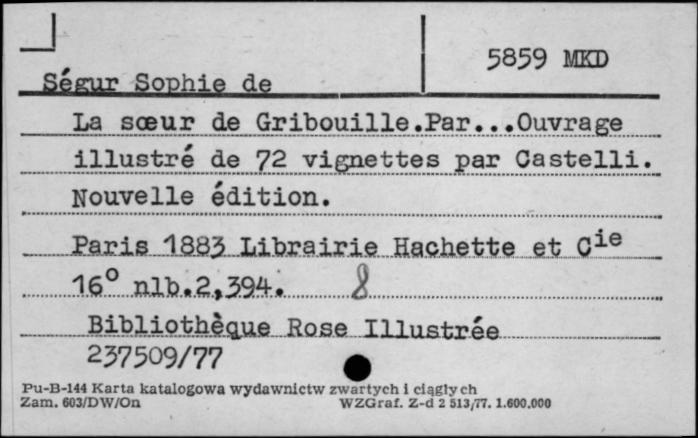 5859 MKD
Ségur Sophie de
La sœur de Gribouille.Par...Ouvrage
illustré de 72 vignettes par Castelli.
Nouvelle édition.
Paris 1883 Librairie Hachette et Cie
16° nlb.2,394. 8
Bibliothèque Rose Illustrée
237509/77
Pu-B-144 Karta katalogowa wydawnictw zwartych i ciągłych
Zam. 603/DW/On WZGraf. Z-d 2 513/77. 1.600.000